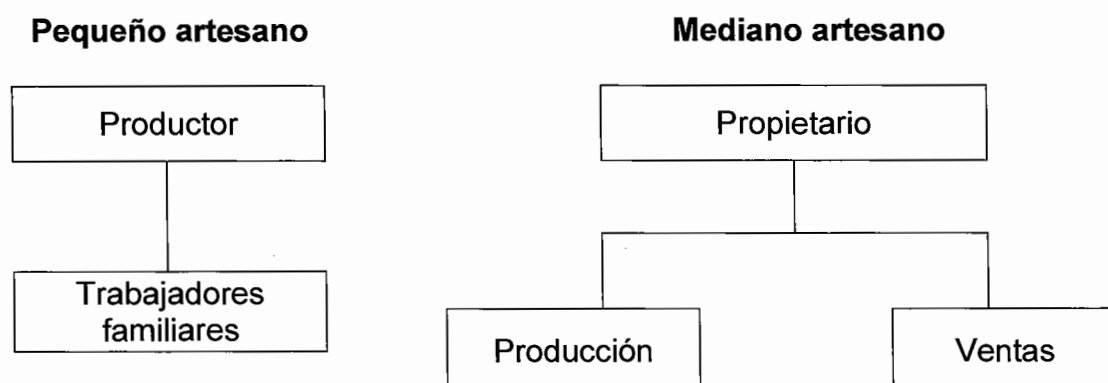 Pequeño artesano
Productor
Trabajadores
familiares
Mediano artesano
Propietario
Producción
Ventas